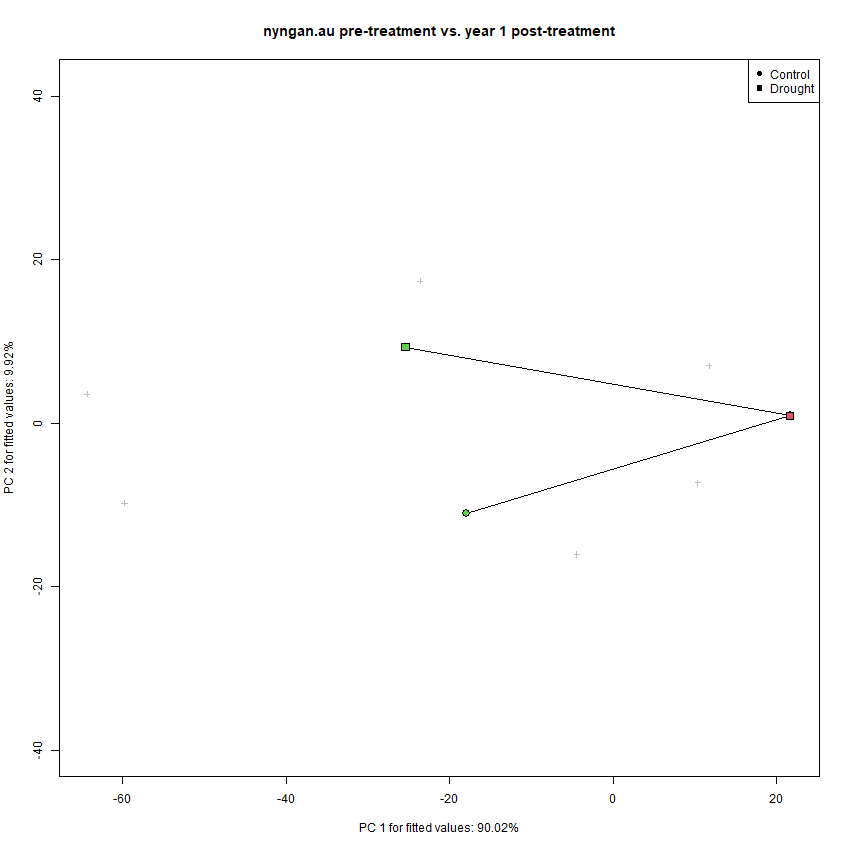 nyngan.au pre-treatment vs. year 1 post-treatment
Control
Drought
40
20
0
-20
-40
PC 2 for fitted values: 9.92%
-60
-40
-20
0
20
PC 1 for fitted values: 90.02%